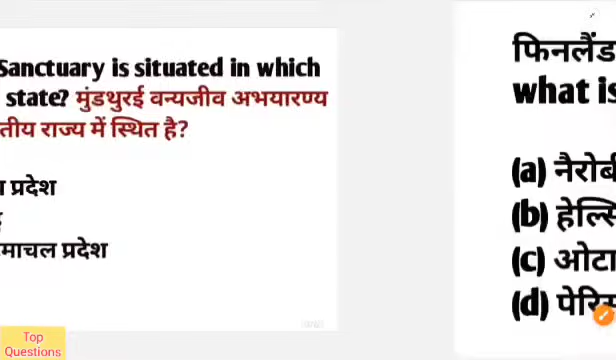 Sanctuary is situated in which
state? मुंडथुरई वन्यजीव अभयारण्य
तीय राज्य में स्थित है?
प्रदेश
माचल प्रदेश
फिनलैंड
what is
(a) नैरोबी
(b) हेल्सि
(c) ओटा
(d) पेरि
Top
Questions